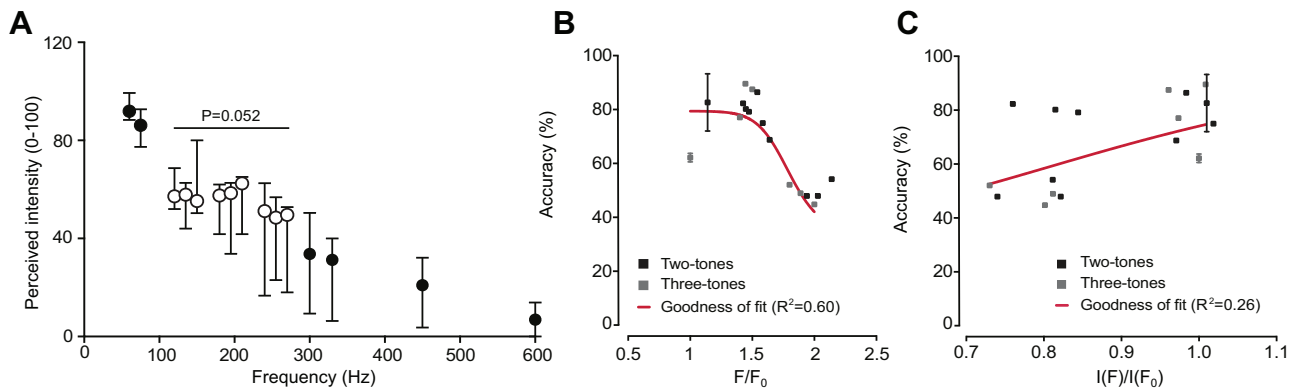 A
Perceived intensity (0-100)
120
80
40
0
P=0.052
0 100 200 300 400 500 600
Frequency (Hz)
B
Accuracy (%)
100
80
60
40
20
0
Two-tones
Three-tones
Goodness of fit (R²=0.60)
0.5 1 1.5 2 2.5
F/F₀
C
Accuracy (%)
100
80
60
40
20
0
Two-tones
Three-tones
Goodness of fit (R²=0.26)
0.7 0.8 0.9 1.0 1.1
I(F)/I(F₀)